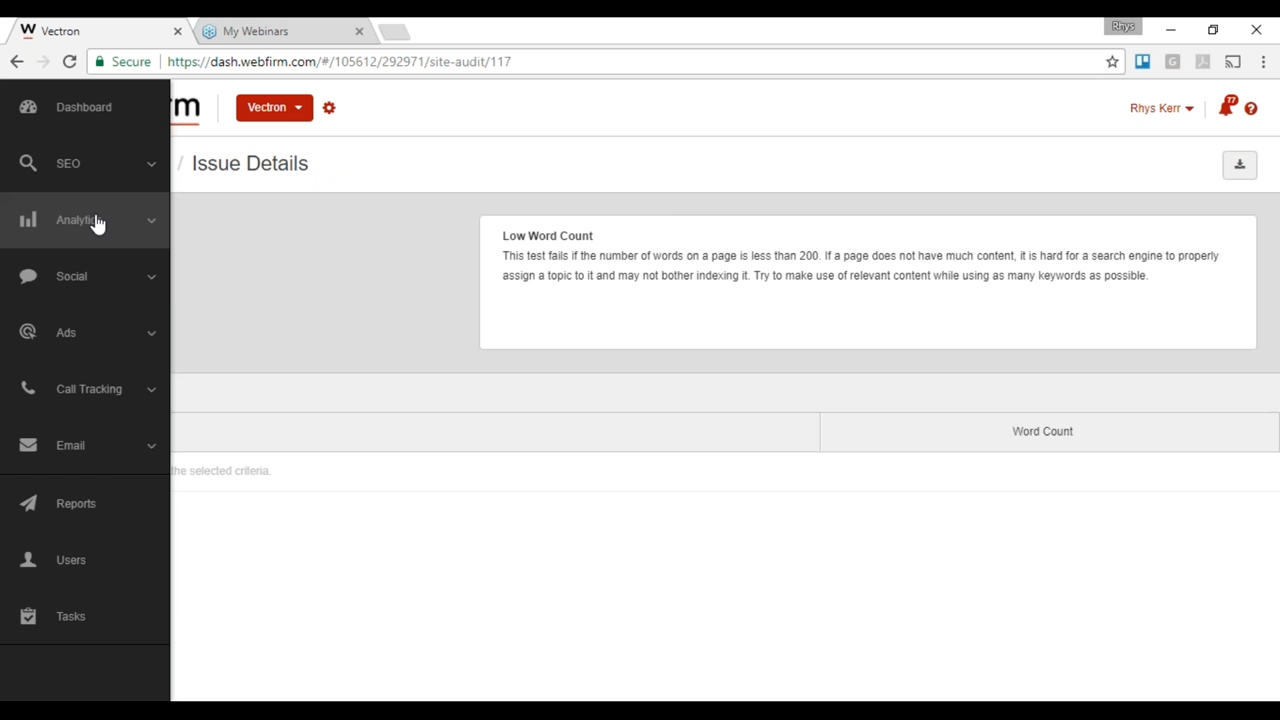 Vectron
My Webinars
Rhys
Secure
https://dash.webfirm.com/#/105612/292971/site-audit/117
Dashboard
SEO
Analytic
Social
Ads
Call Tracking
Email
Reports
Users
Tasks
rm
Vectron
Rhys Kerr
77
/ Issue Details
Low Word Count
This test fails if the number of words on a page is less than 200. If a page does not have much content, it is hard for a search engine to properly
assign a topic to it and may not bother indexing it. Try to make use of relevant content while using as many keywords as possible.
Word Count
the selected criteria.